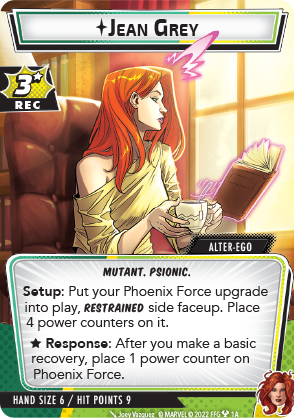 JEAN GREY
3
REC
ALTER-EGO
MUTANT. PSIONIC.
Setup: Put your Phoenix Force upgrade
into play, RESTRAINED side faceup. Place
4 power counters on it.
★ Response: After you make a basic
recovery, place 1 power counter on
Phoenix Force.
HAND SIZE 6 / HIT POINTS 9
Joey Vazquez © MARVEL © 2022 FFG 1A